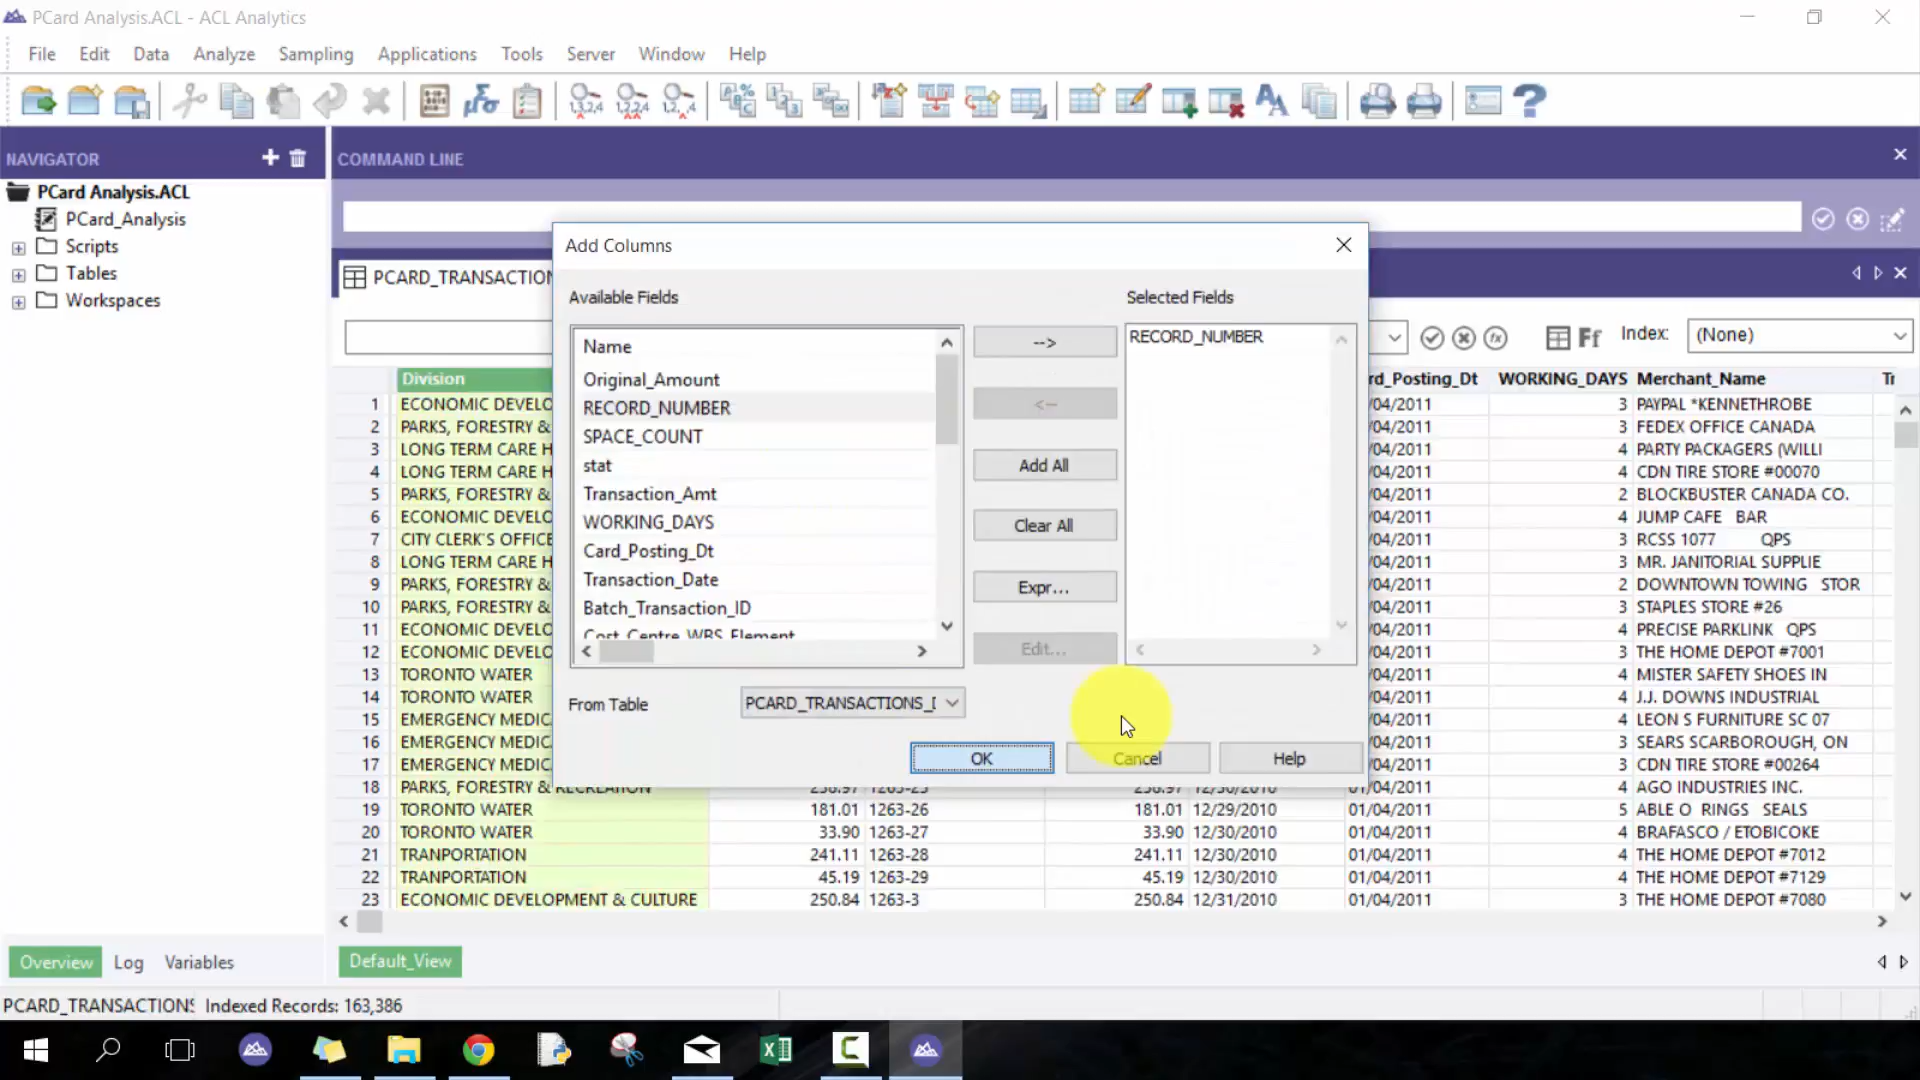 PCard Analysis.ACL - ACL Analytics
File Edit Data Analyze Sampling Applications Tools Server Window Help
NAVIGATOR
COMMAND LINE
PCard Analysis.ACL
PCard_Analysis
Scripts
Tables
Workspaces
PCARD_TRANSACTION
Index: (None)
Add Columns
Available Fields
Selected Fields
Name
Original_Amount
RECORD_NUMBER
SPACE_COUNT
stat
Transaction_Amt
WORKING_DAYS
Card_Posting_Dt
Transaction_Date
Batch_Transaction_ID
Cost_Centre_WBS_Element
-->
<--
Add All
Clear All
Expr...
Edit...
RECORD_NUMBER
From Table PCARD_TRANSACTIONS_
OK Cancel Help
Division rd_Posting_Dt WORKING_DAYS Merchant_Name Tr
1 ECONOMIC DEVELO /04/2011 3 PAYPAL *KENNETHROBE
2 PARKS, FORESTRY & /04/2011 3 FEDEX OFFICE CANADA
3 LONG TERM CARE H /04/2011 4 PARTY PACKAGERS (WILLI
4 LONG TERM CARE H /04/2011 4 CDN TIRE STORE #00070
5 PARKS, FORESTRY & /04/2011 2 BLOCKBUSTER CANADA CO.
6 ECONOMIC DEVELO /04/2011 4 JUMP CAFE BAR
7 CITY CLERK'S OFFICE /04/2011 3 RCSS 1077 QPS
8 LONG TERM CARE H /04/2011 3 MR. JANITORIAL SUPPLIE
9 PARKS, FORESTRY & /04/2011 2 DOWNTOWN TOWING STOR
10 PARKS, FORESTRY & /04/2011 3 STAPLES STORE #26
11 ECONOMIC DEVELO /04/2011 4 PRECISE PARKLINK QPS
12 ECONOMIC DEVELO /04/2011 3 THE HOME DEPOT #7001
13 TORONTO WATER /04/2011 4 MISTER SAFETY SHOES IN
14 TORONTO WATER /04/2011 4 J.J. DOWNS INDUSTRIAL
15 EMERGENCY MEDIC /04/2011 4 LEON S FURNITURE SC 07
16 EMERGENCY MEDIC /04/2011 3 SEARS SCARBOROUGH, ON
17 EMERGENCY MEDIC /04/2011 3 CDN TIRE STORE #00264
18 PARKS, FORESTRY & RECREATION 238.97 1263-25 238.97 12/30/2010 01/04/2011 4 AGO INDUSTRIES INC.
19 TORONTO WATER 181.01 1263-26 181.01 12/29/2010 01/04/2011 5 ABLE O RINGS SEALS
20 TORONTO WATER 33.90 1263-27 33.90 12/30/2010 01/04/2011 4 BRAFASCO / ETOBICOKE
21 TRANPORTATION 241.11 1263-28 241.11 12/30/2010 01/04/2011 4 THE HOME DEPOT #7012
22 TRANPORTATION 45.19 1263-29 45.19 12/30/2010 01/04/2011 4 THE HOME DEPOT #7129
23 ECONOMIC DEVELOPMENT & CULTURE 250.84 1263-3 250.84 12/31/2010 01/04/2011 3 THE HOME DEPOT #7080
Overview Log Variables
Default_View
PCARD_TRANSACTIONS Indexed Records: 163,386